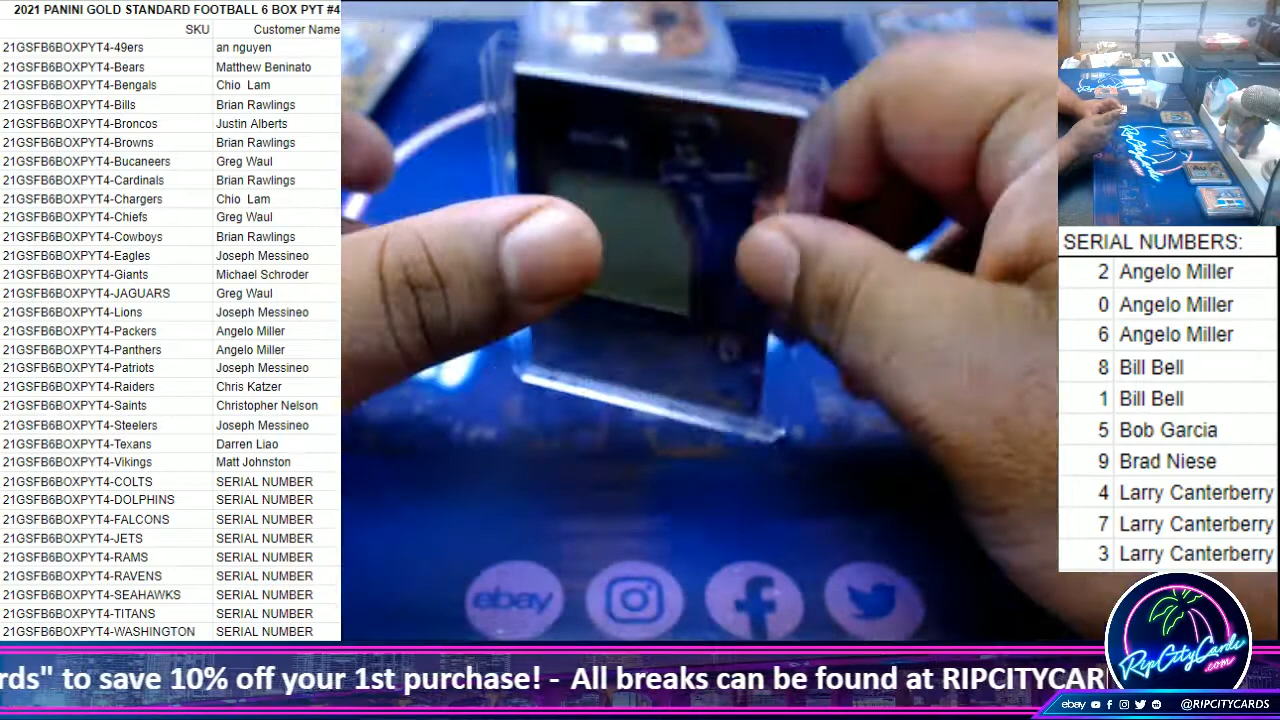 2021 PANINI GOLD STANDARD FOOTBALL 6 BOX PYT #4
SKU Customer Name
21GSFB6BOXPYT4-49ers an nguyen
21GSFB6BOXPYT4-Bears Matthew Beninato
21GSFB6BOXPYT4-Bengals Chio Lam
21GSFB6BOXPYT4-Bills Brian Rawlings
21GSFB6BOXPYT4-Broncos Justin Alberts
21GSFB6BOXPYT4-Browns Brian Rawlings
21GSFB6BOXPYT4-Bucaneers Greg Waul
21GSFB6BOXPYT4-Cardinals Brian Rawlings
21GSFB6BOXPYT4-Chargers Chio Lam
21GSFB6BOXPYT4-Chiefs Greg Waul
21GSFB6BOXPYT4-Cowboys Brian Rawlings
21GSFB6BOXPYT4-Eagles Joseph Messineo
21GSFB6BOXPYT4-Giants Michael Schroder
21GSFB6BOXPYT4-JAGUARS Greg Waul
21GSFB6BOXPYT4-Lions Joseph Messineo
21GSFB6BOXPYT4-Packers Angelo Miller
21GSFB6BOXPYT4-Panthers Angelo Miller
21GSFB6BOXPYT4-Patriots Joseph Messineo
21GSFB6BOXPYT4-Raiders Chris Katzer
21GSFB6BOXPYT4-Saints Christopher Nelson
21GSFB6BOXPYT4-Steelers Joseph Messineo
21GSFB6BOXPYT4-Texans Darren Liao
21GSFB6BOXPYT4-Vikings Matt Johnston
21GSFB6BOXPYT4-COLTS SERIAL NUMBER
21GSFB6BOXPYT4-DOLPHINS SERIAL NUMBER
21GSFB6BOXPYT4-FALCONS SERIAL NUMBER
21GSFB6BOXPYT4-JETS SERIAL NUMBER
21GSFB6BOXPYT4-RAMS SERIAL NUMBER
21GSFB6BOXPYT4-RAVENS SERIAL NUMBER
21GSFB6BOXPYT4-SEAHAWKS SERIAL NUMBER
21GSFB6BOXPYT4-TITANS SERIAL NUMBER
21GSFB6BOXPYT4-WASHINGTON SERIAL NUMBER
RipCityCards
SERIAL NUMBERS:
2 Angelo Miller
0 Angelo Miller
6 Angelo Miller
8 Bill Bell
1 Bill Bell
5 Bob Garcia
9 Brad Niese
4 Larry Canterberry
7 Larry Canterberry
3 Larry Canterberry
ebay
rds" to save 10% off your 1st purchase! - All breaks can be found at RIPCITYCAR
RipCityCards
.com
ebay @RIPCITYCARDS